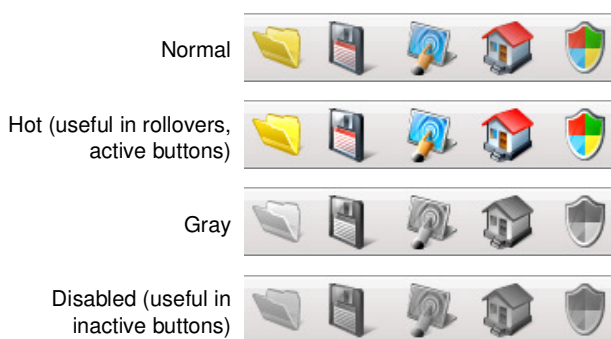 Normal
Hot (useful in rollovers,
active buttons)
Gray
Disabled (useful in
inactive buttons)